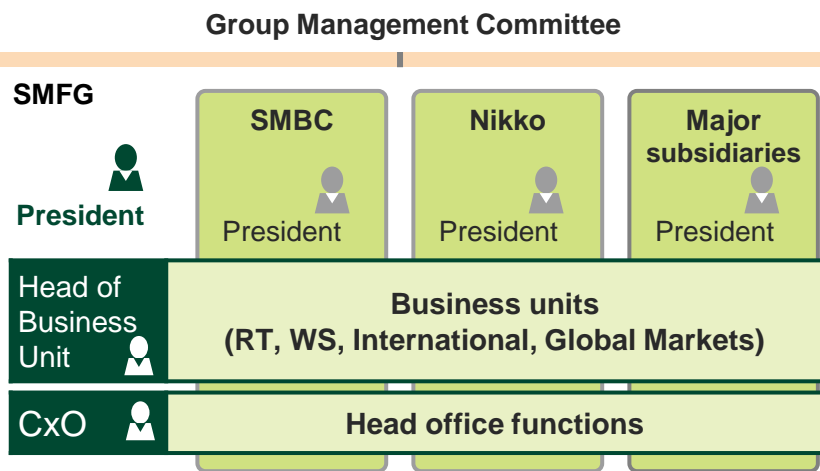 Group Management Committee
SMFG
SMBC
Nikko
Major
subsidiaries
President
President
President
President
Head of
Business
Unit
Business units
(RT, WS, International, Global Markets)
CxO
Head office functions